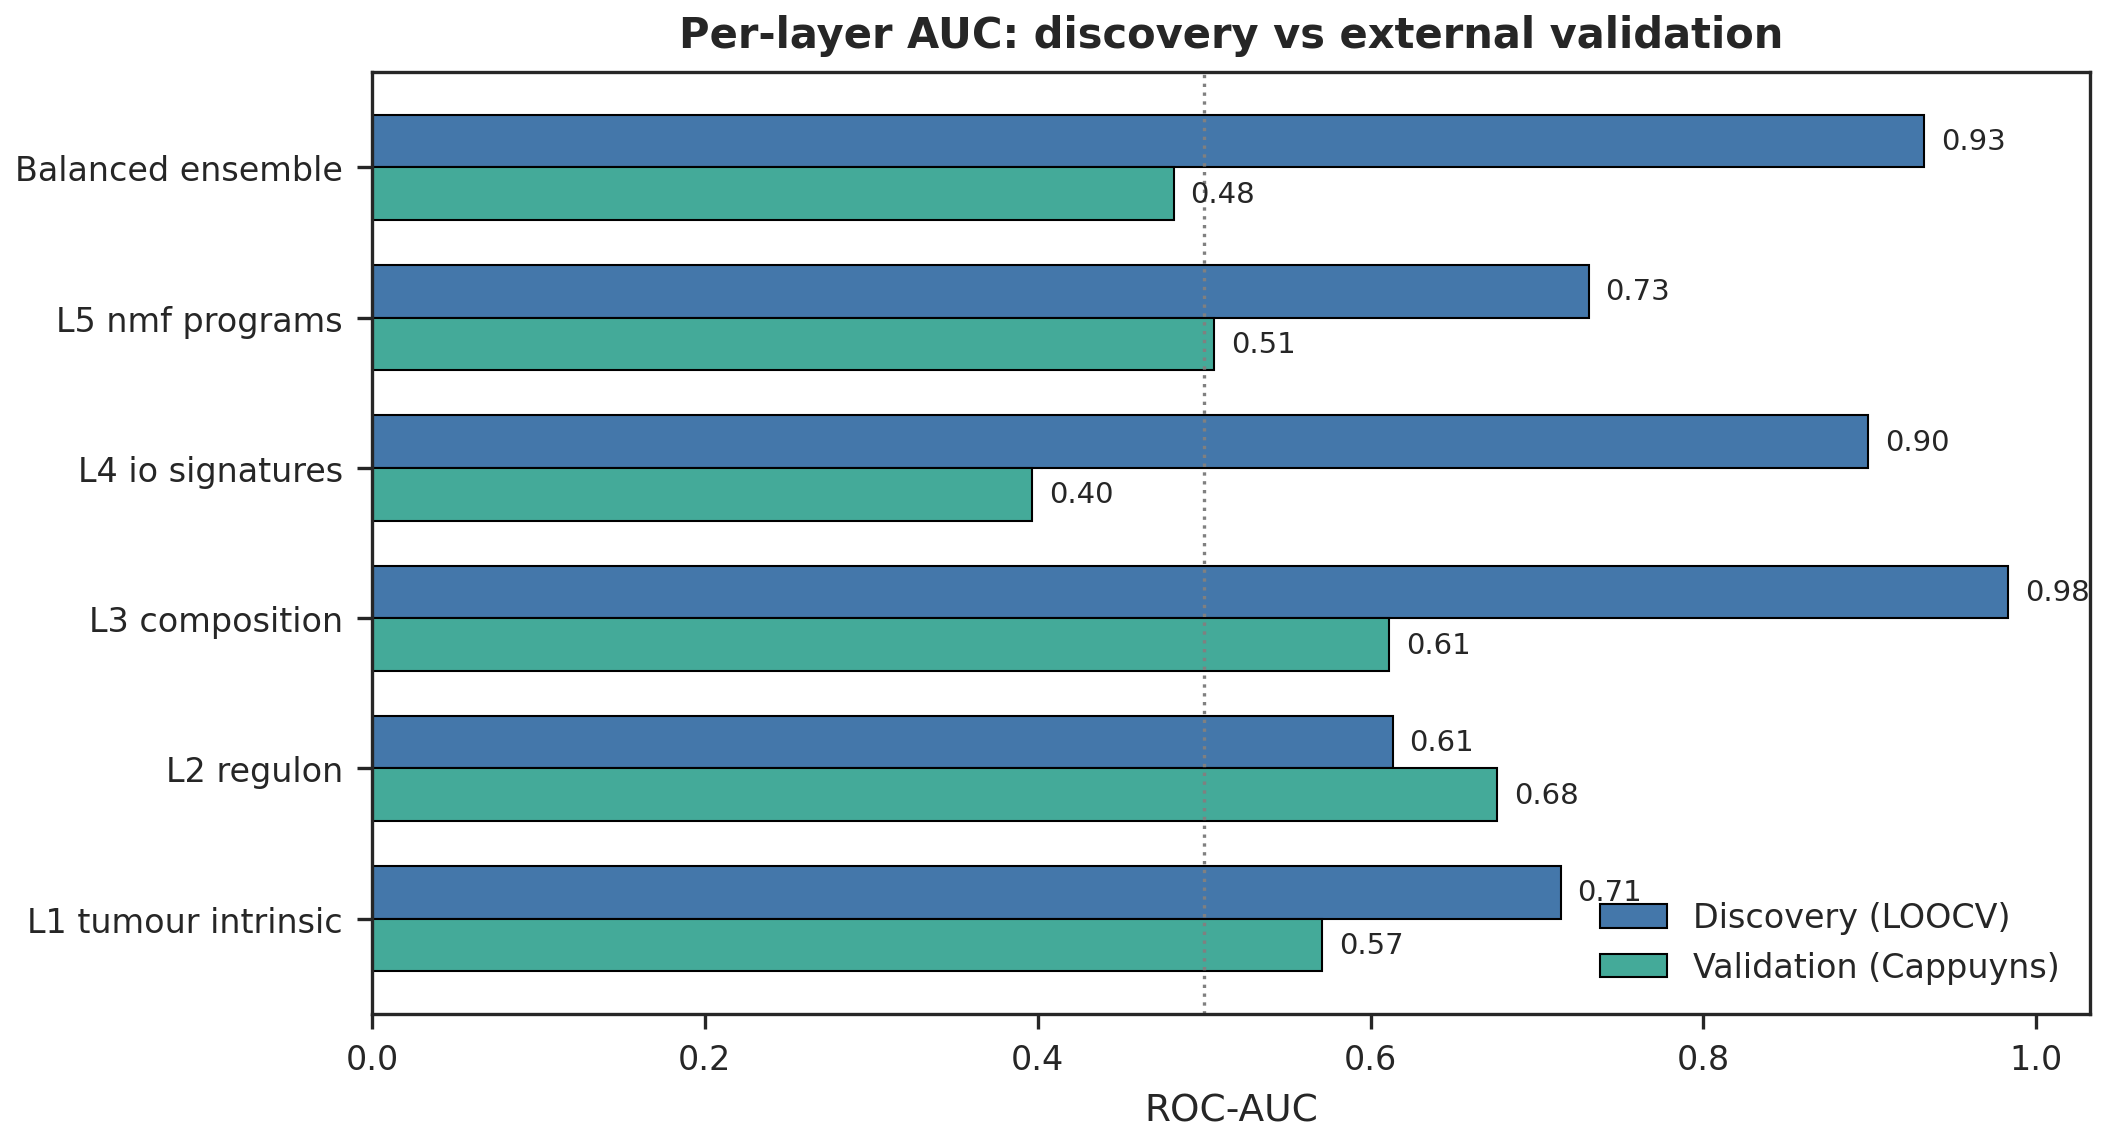 Per-layer AUC: discovery vs external validation
Balanced ensemble
0.93
0.48
L5 nmf programs
0.73
0.51
L4 io signatures
0.90
0.40
L3 composition
0.98
0.61
L2 regulon
0.61
0.68
L1 tumour intrinsic
0.71
0.57
Discovery (LOOCV)
Validation (Cappuyns)
0.0 0.2 0.4 0.6 0.8 1.0
ROC-AUC